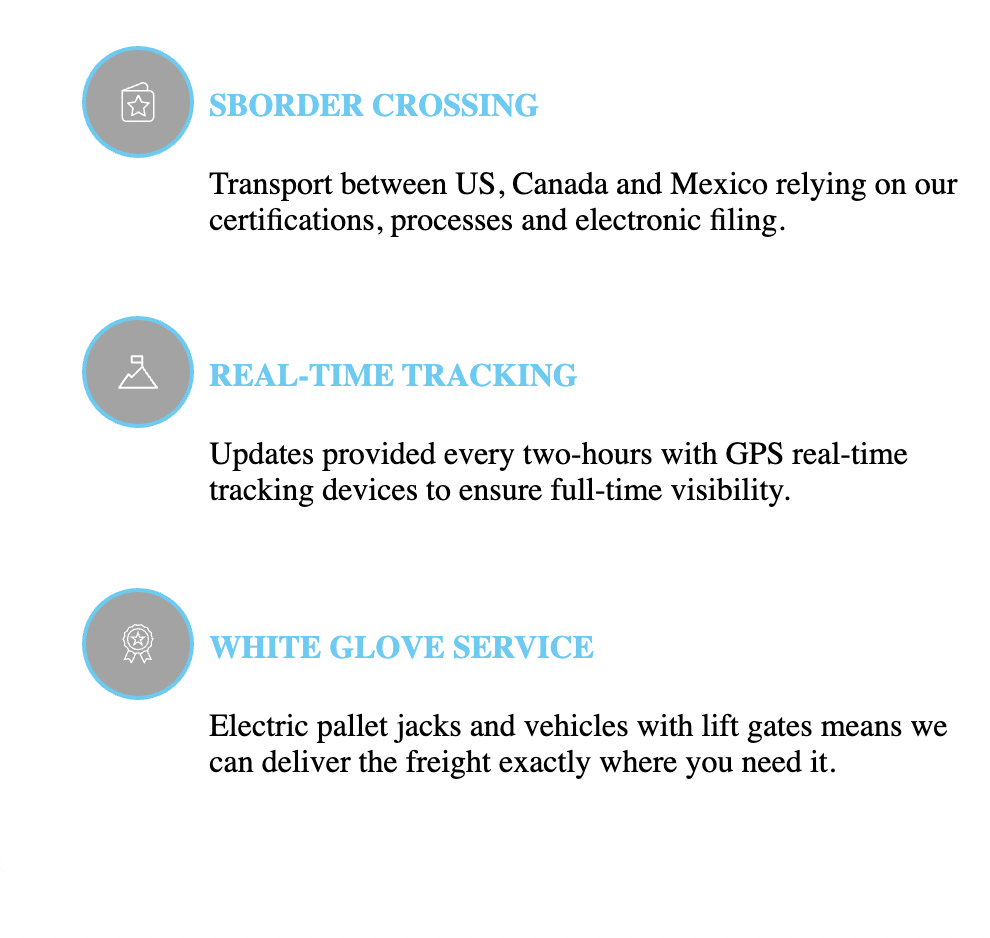 SBORDER CROSSING
Transport between US, Canada and Mexico relying on our
certifications, processes and electronic filing.
REAL-TIME TRACKING
Updates provided every two-hours with GPS real-time
tracking devices to ensure full-time visibility.
WHITE GLOVE SERVICE
Electric pallet jacks and vehicles with lift gates means we
can deliver the freight exactly where you need it.